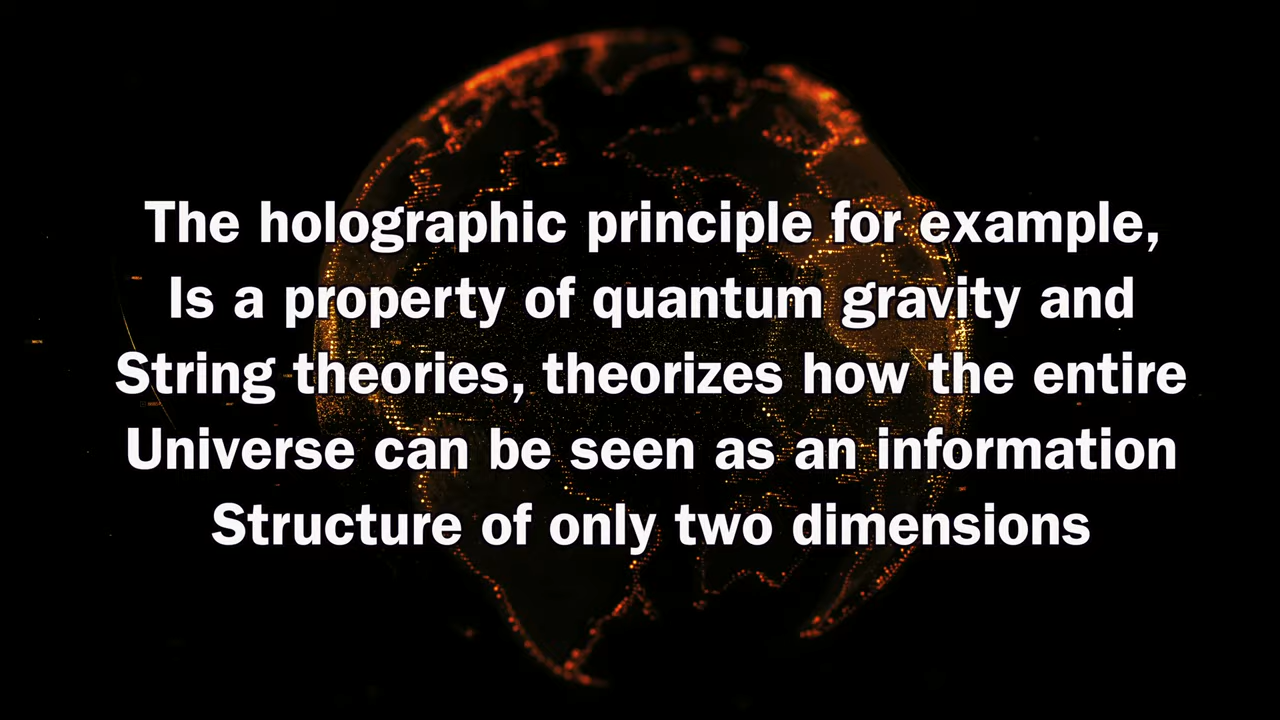 The holographic principle for example,
Is a property of quantum gravity and
String theories, theorizes how the entire
Universe can be seen as an information
Structure of only two dimensions